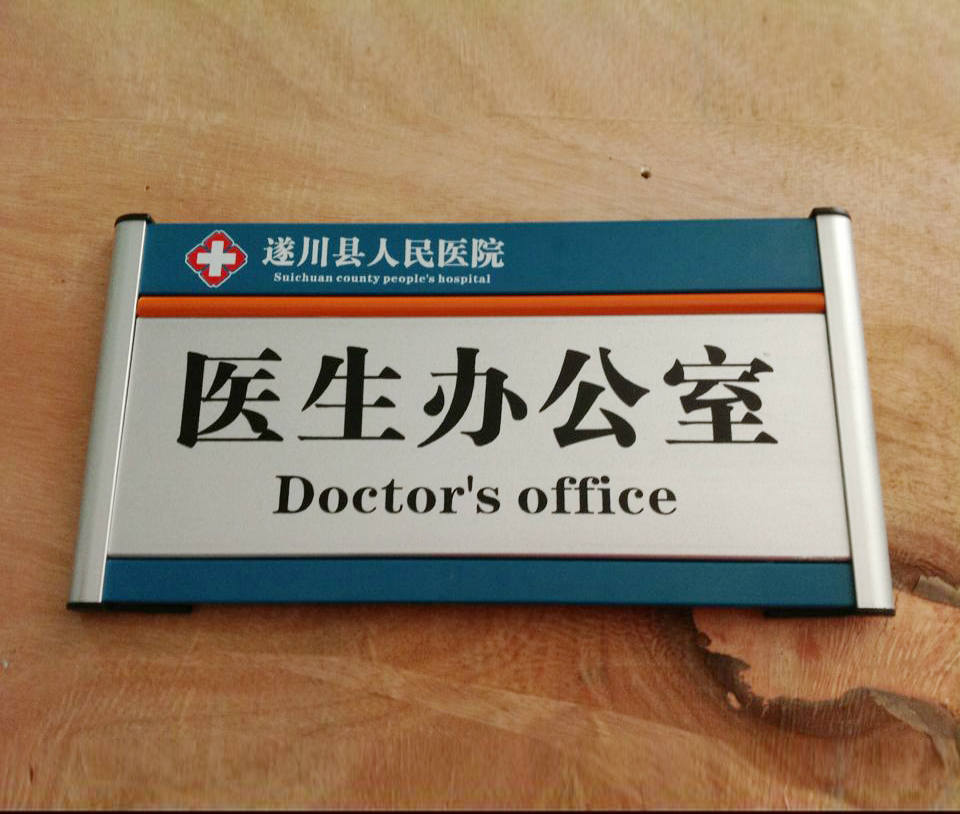 遂川县人民医院
Suichuan county people's hospital
医生办公室
Doctor's office